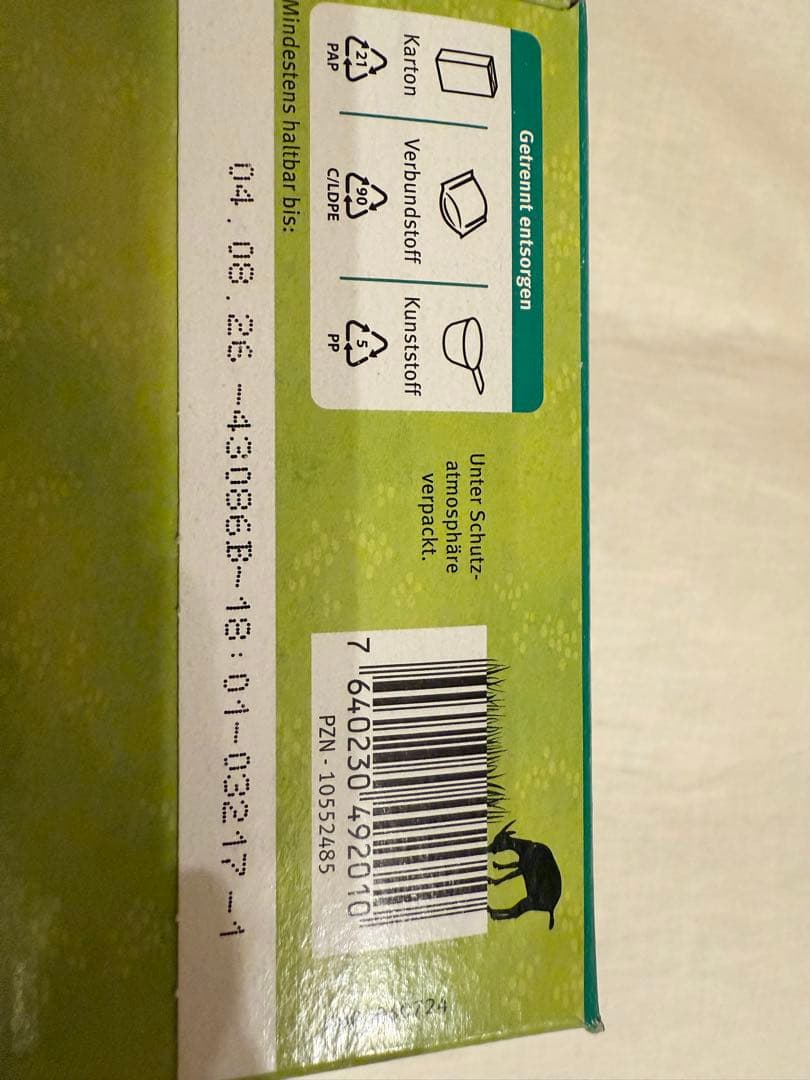 Getrennt entsorgen
Karton
Verbundstoff
Kunststoff
21
PAP
90
C/LDPE
5
PP
Mindestens haltbar bis:
04. 08. 26 -43086B-18:01-03217-1
Unter Schutz-
atmosphäre
verpackt.
7 640230 492010
PZN - 10552485